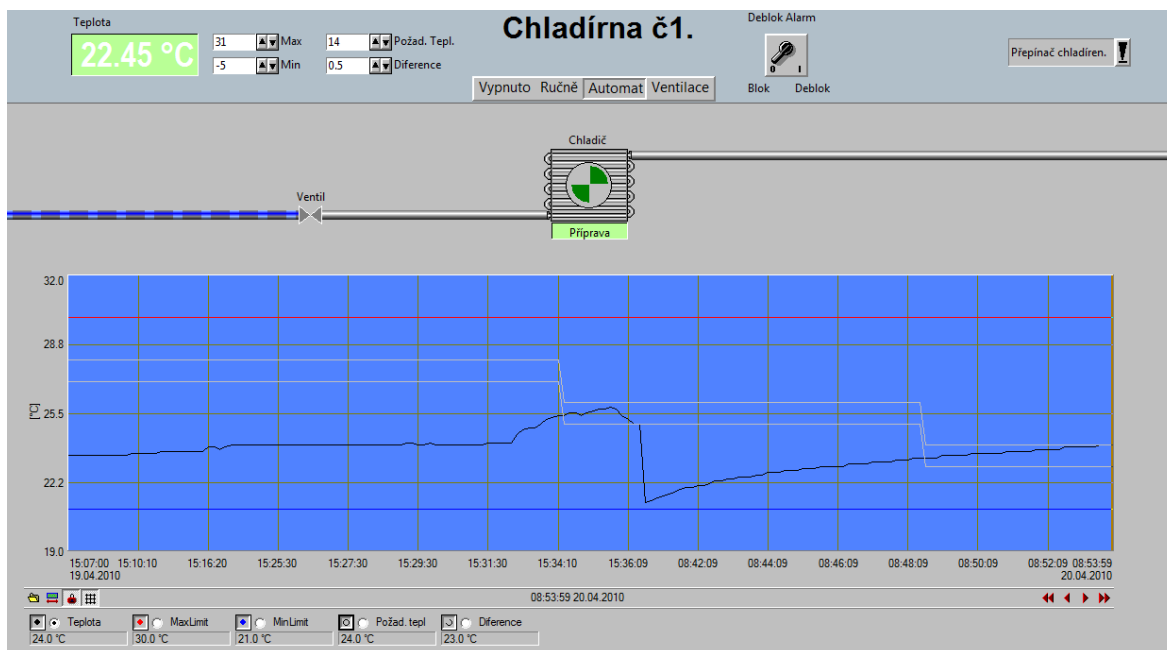 Teplota
22.45 °C
31 Max
-5 Min
14 Požad. Tepl.
0.5 Diference
Chladírna č1.
Vypnuto Ručně Automat Ventilace
Deblok Alarm
0 I
Blok Deblok
Přepínač chladíren.
Chladič
Ventil
Příprava
32.0
28.8
25.5
22.2
19.0
[°C]
15:07:00 15:10:10 15:16:20 15:25:30 15:27:30 15:29:30 15:31:30 15:34:10 15:36:09 08:42:09 08:44:09 08:46:09 08:48:09 08:50:09 08:52:09 08:53:59
19.04.2010 20.04.2010
08:53:59 20.04.2010
Teplota MaxLimit MinLimit Požad. tepl Diference
24.0 °C 30.0 °C 21.0 °C 24.0 °C 23.0 °C